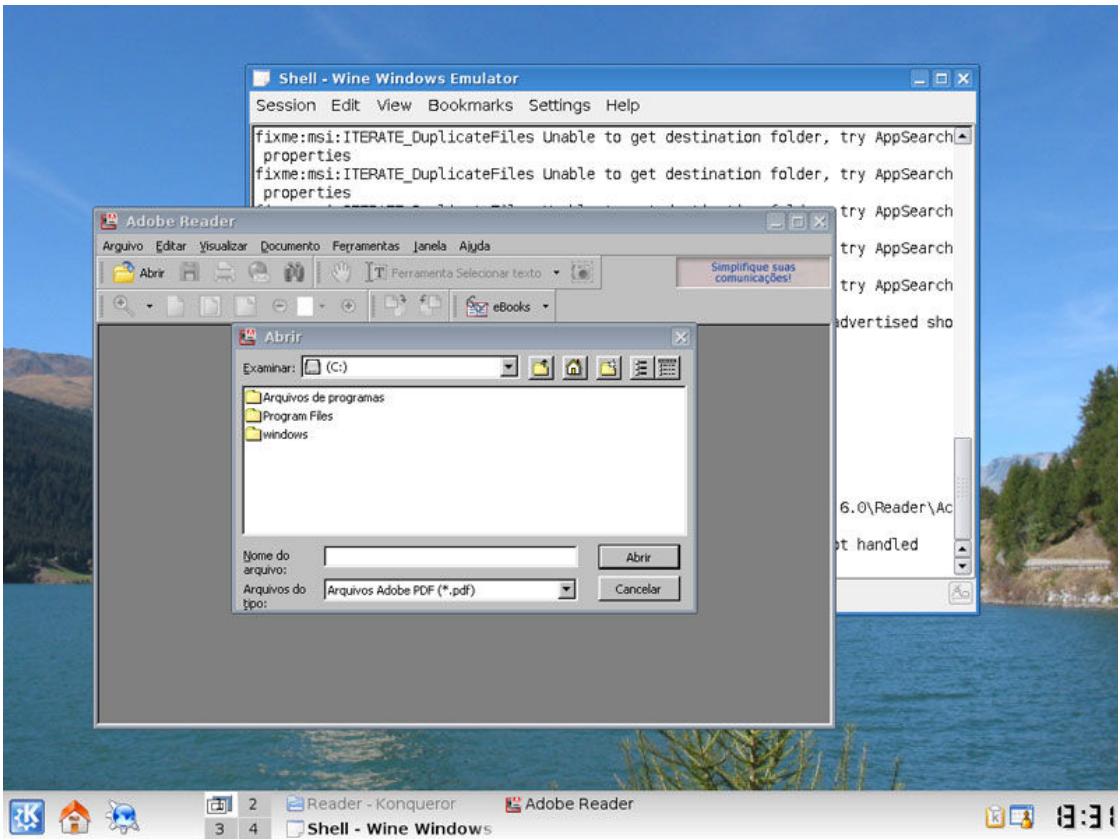 Shell - Wine Windows Emulator
Session Edit View Bookmarks Settings Help
fixme:msi:ITERATE_DuplicateFiles Unable to get destination folder, try AppSearch
properties
fixme:msi:ITERATE_DuplicateFiles Unable to get destination folder, try AppSearch
properties
try AppSearch
try AppSearch
try AppSearch
advertised sho
6.0\Reader\Ac
handled
Adobe Reader
Arquivo Editar Visualizar Documento Ferramentas Janela Ajuda
Abrir Ferramenta Selecionar texto
Simplifique suas
comunicações!
eBooks
Abrir
Examinar: (C:)
Arquivos de programas
Program Files
windows
Nome do
arquivo:
Abrir
Arquivos do
tipo:
Arquivos Adobe PDF (*.pdf)
Cancelar
2 Reader - Konqueror Adobe Reader
3 4 Shell - Wine Windows
13:31